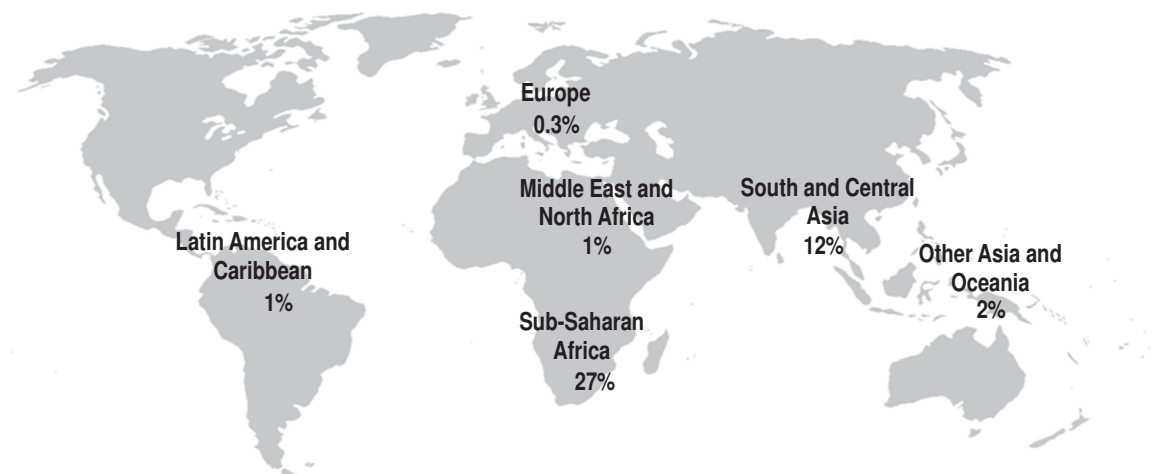 Europe
0.3%
Middle East and
North Africa
1%
South and Central
Asia
12%
Latin America and
Caribbean
1%
Other Asia and
Oceania
2%
Sub-Saharan
Africa
27%